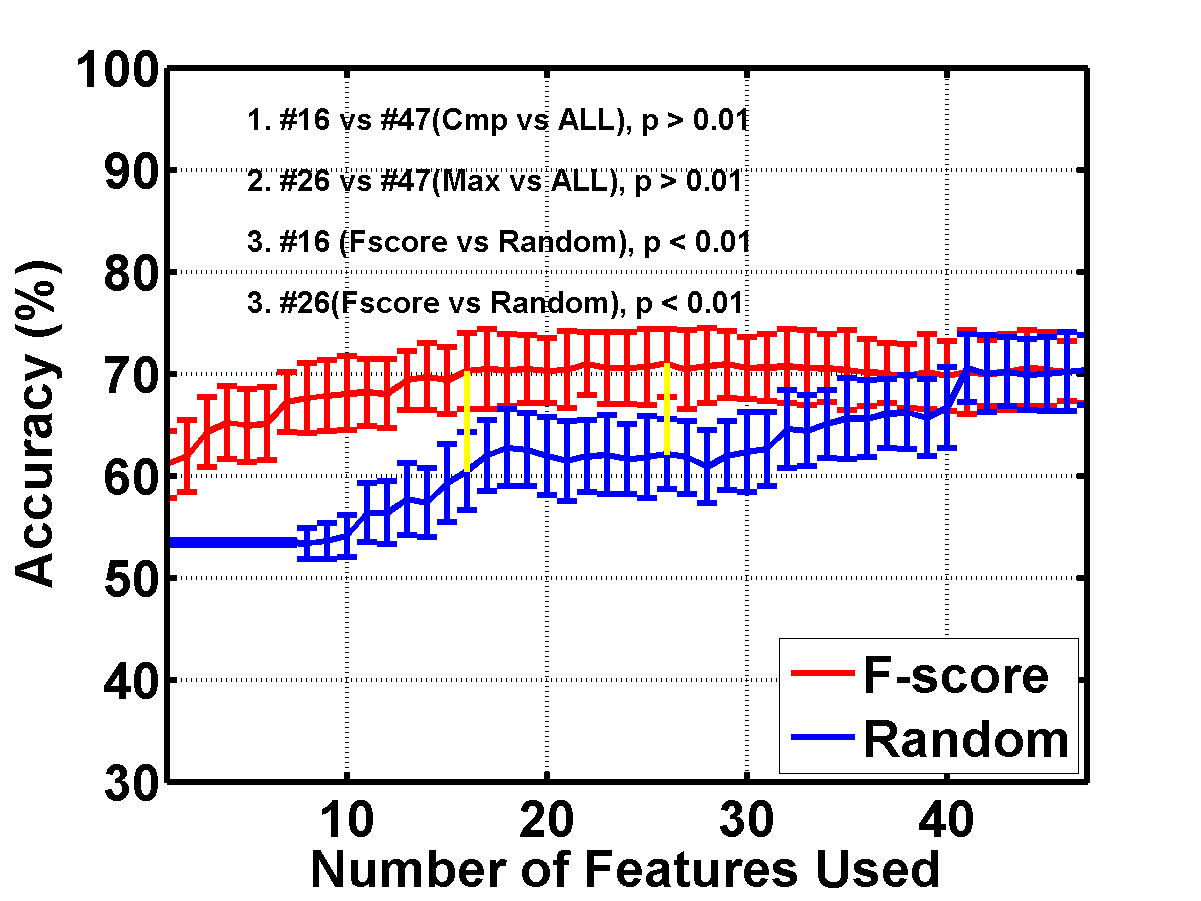 100
1. #16 vs #47(Cmp vs ALL), p > 0.01
90
2. #26 vs #47(Max vs ALL), p > 0.01
3. #16 (Fscore vs Random), p < 0.01
80
3. #26(Fscore vs Random), p < 0.01
70
60
50
40
30
Accuracy (%)
F-score
Random
10 20 30 40
Number of Features Used